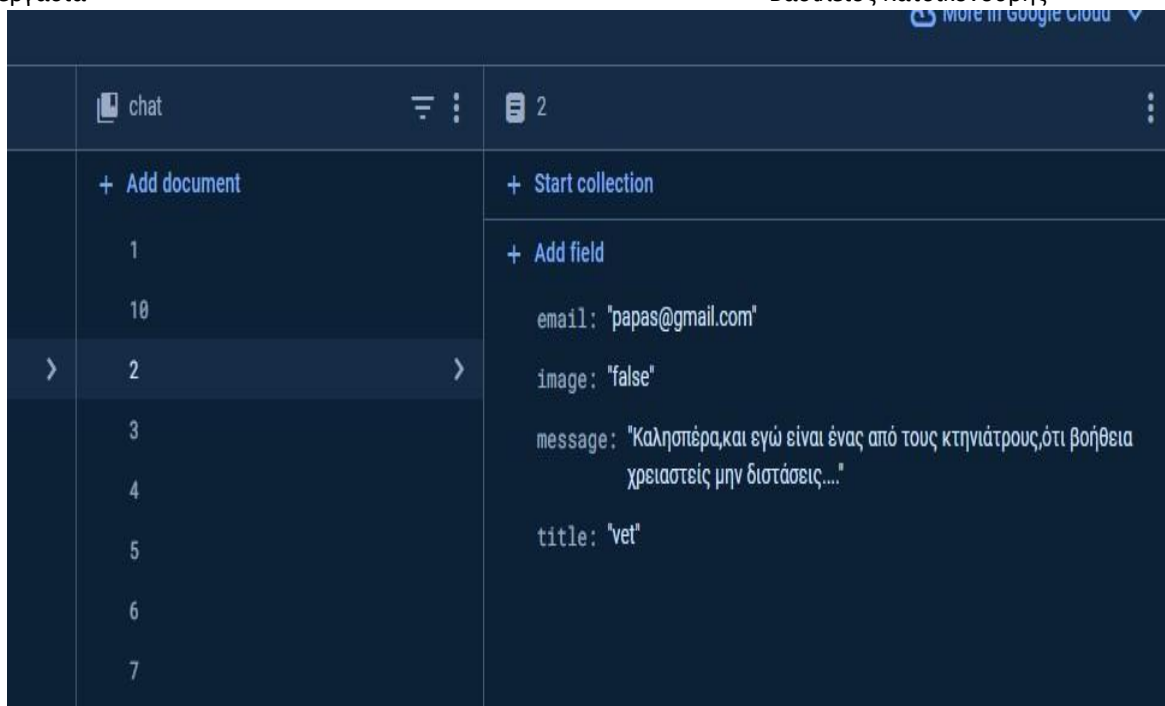 More in Google Cloud
chat
2
+ Add document
+ Start collection
1
+ Add field
10
email: "papas@gmail.com"
2
image: "false"
3
message: "Καλησπέρα,και εγώ είναι ένας από τους κτηνιάτρους,ότι βοήθεια
χρειαστείς μην διστάσεις...."
4
title: "vet"
5
6
7